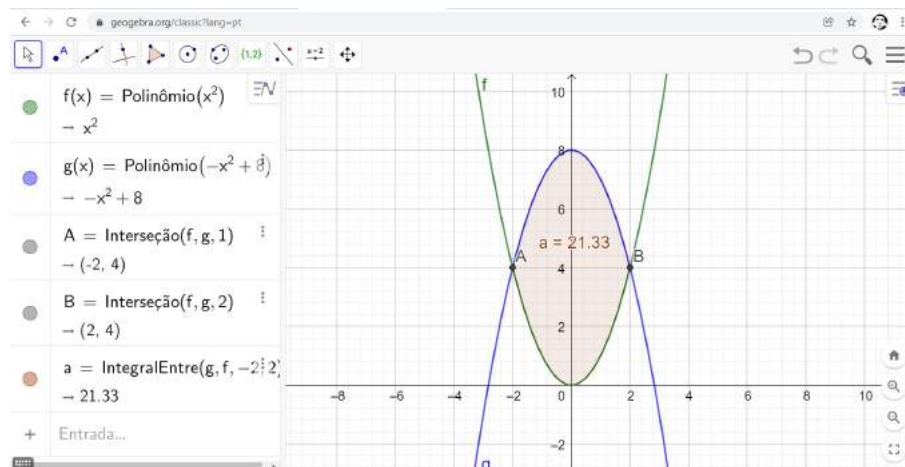 geogebra.org/classic?lang=pt
A
(1,2)
a=2
f(x) = Polinômio(x²)
→ x²
g(x) = Polinômio(−x² + 8)
→ −x² + 8
A = Interseção(f, g, 1)
→ (-2, 4)
B = Interseção(f, g, 2)
→ (2, 4)
a = IntegralEntre(g, f, −2, 2)
→ 21.33
+ Entrada...
f
10
8
6
a = 21.33
A
B
4
2
−8 −6 −4 −2 0 2 4 6 8 10
−2
g